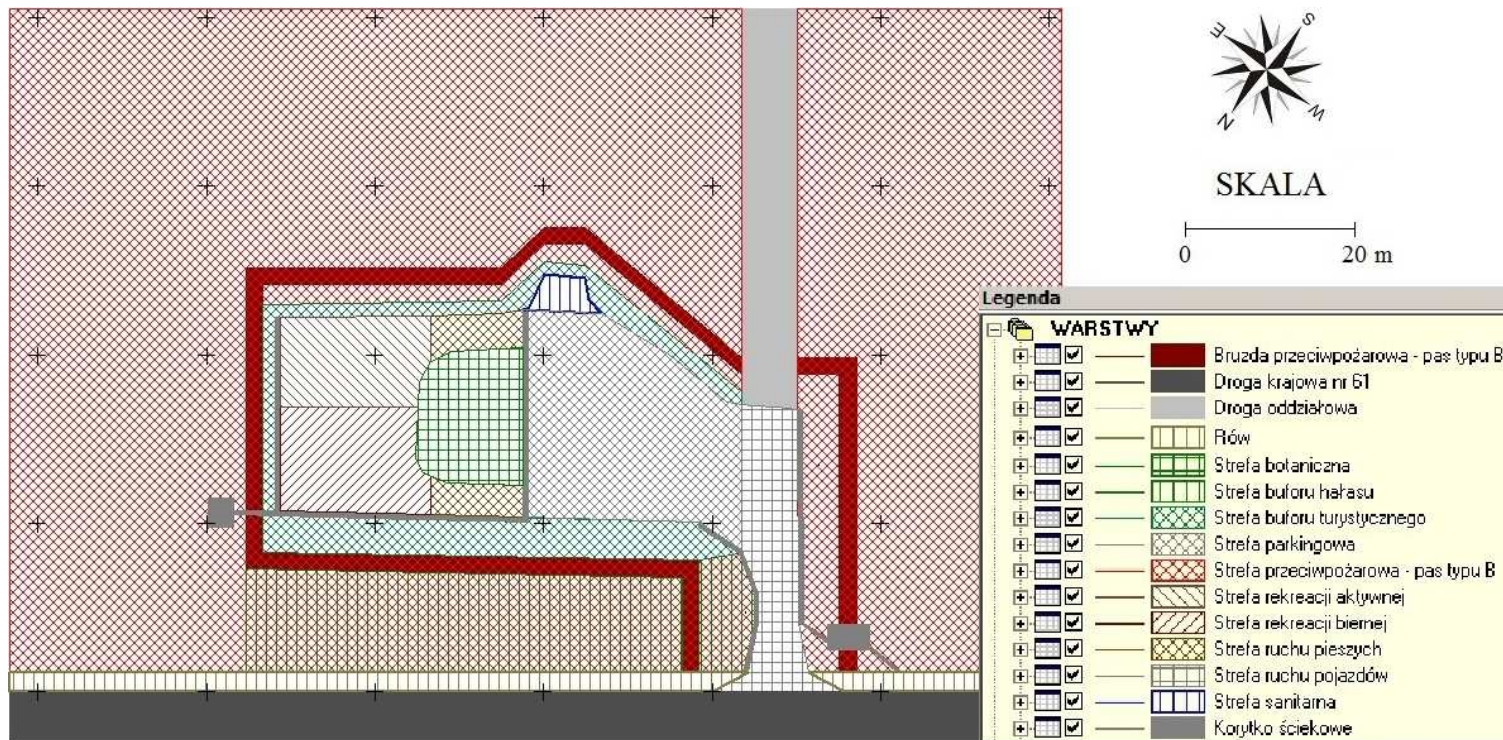 S
E
W
N
SKALA
0 20 m
Legenda
WARSTWY
Bruzda przeciwpożarowa - pas typu B
Droga krajowa nr 61
Droga oddziałowa
Rów
Strefa botaniczna
Strefa buforu hałasu
Strefa buforu turystycznego
Strefa parkingowa
Strefa przeciwpożarowa - pas typu B
Strefa rekreacji aktywnej
Strefa rekreacji biernej
Strefa ruchu pieszych
Strefa ruchu pojazdów
Strefa sanitarna
Korytko ściekowe